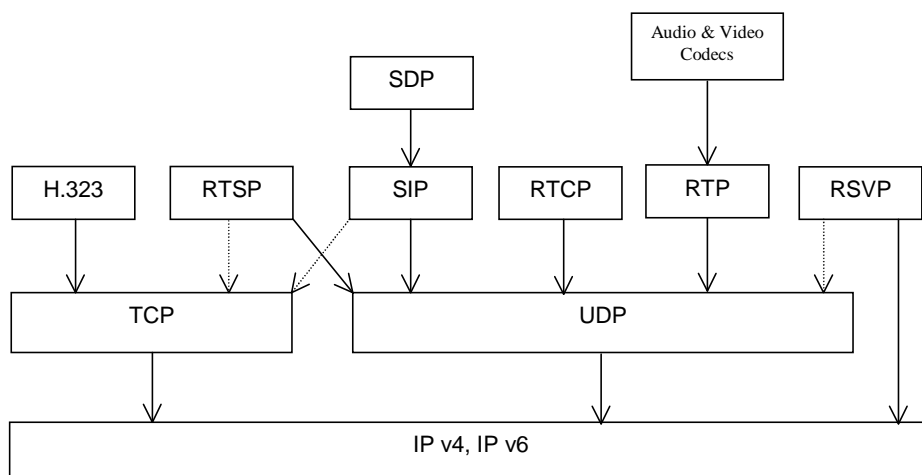 Audio & Video
Codecs
SDP
H.323
RTSP
SIP
RTCP
RTP
RSVP
TCP
UDP
IP v4, IP v6